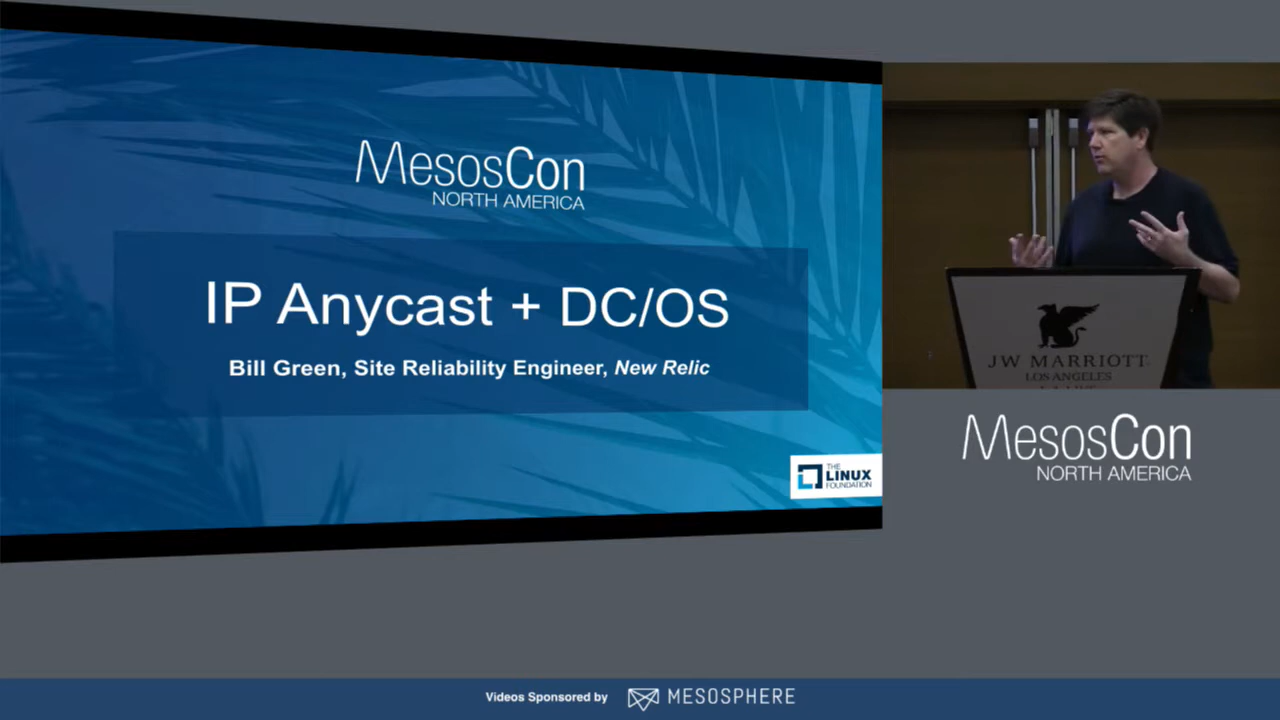 MesosCon
NORTH AMERICA
IP Anycast + DC/OS
Bill Green, Site Reliability Engineer, New Relic
THE
LINUX
FOUNDATION
JW MARRIOTT
LOS ANGELES
MesosCon
NORTH AMERICA
Videos Sponsored by
MESOSPHERE